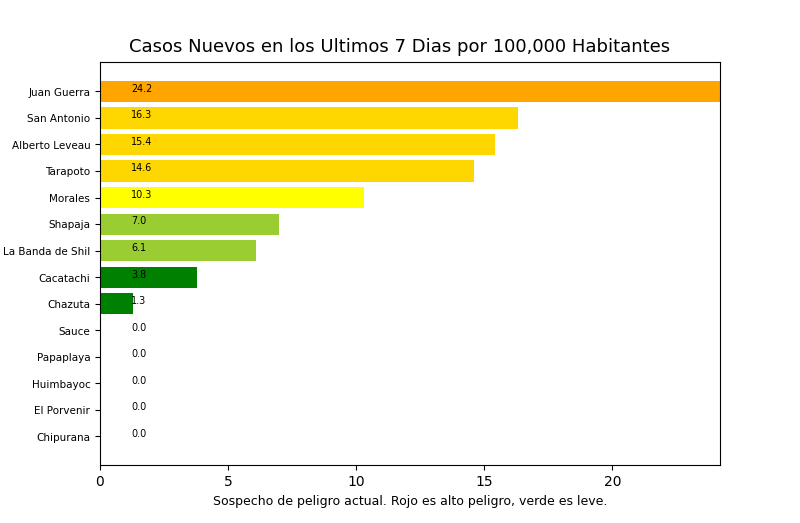 Casos Nuevos en los Ultimos 7 Dias por 100,000 Habitantes
Juan Guerra 24.2
San Antonio 16.3
Alberto Leveau 15.4
Tarapoto 14.6
Morales 10.3
Shapaja 7.0
La Banda de Shil 6.1
Cacatachi 3.8
Chazuta 1.3
Sauce 0.0
Papaplaya 0.0
Huimbayoc 0.0
El Porvenir 0.0
Chipurana 0.0
0 5 10 15 20
Sospecho de peligro actual. Rojo es alto peligro, verde es leve.